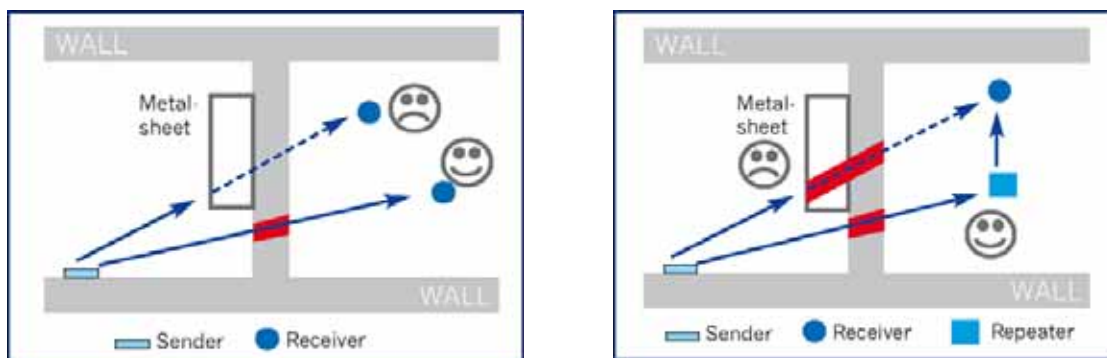 WALL
Metal-
sheet
WALL
Sender Receiver
WALL
Metal-
sheet
WALL
Sender Receiver Repeater